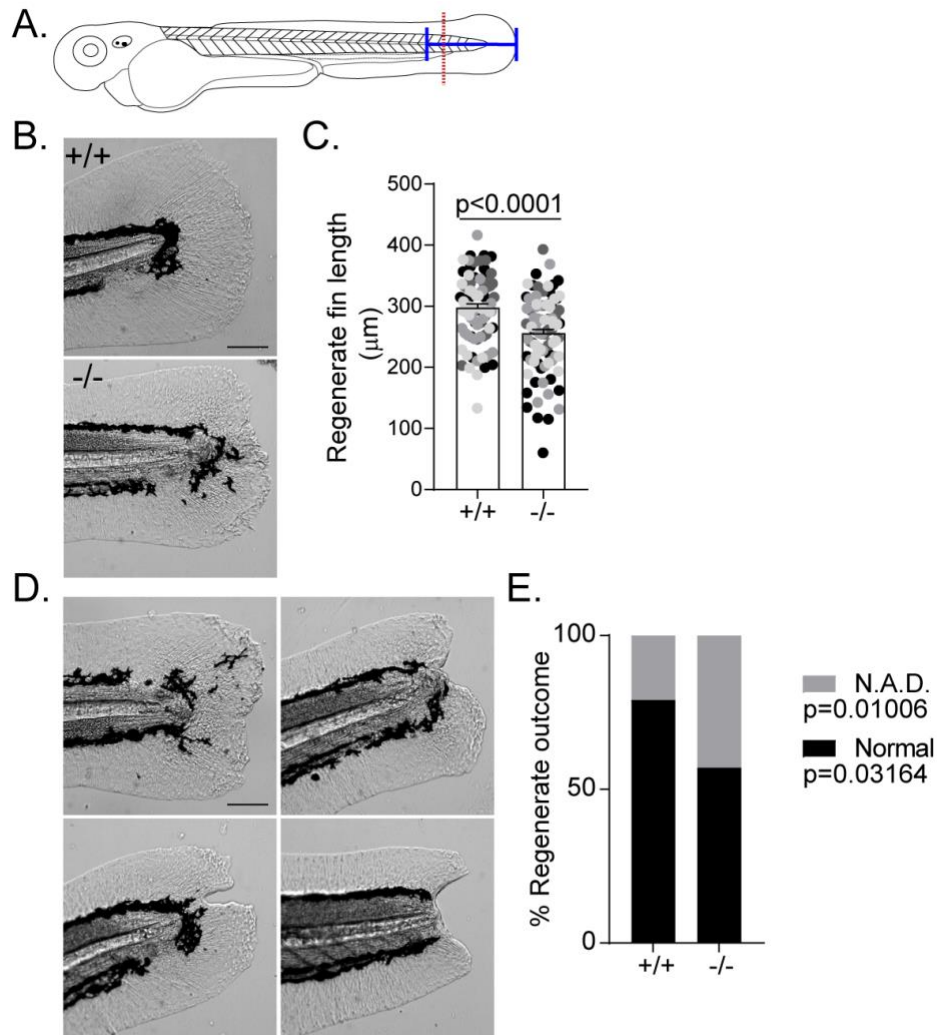 A.
B.
+/+
-/-
C.
Regenerate fin length
(μm)
500
400
300
200
100
0
p<0.0001
+/+
-/-
D.
E.
% Regenerate outcome
100
50
0
+/+
-/-
N.A.D.
p=0.01006
Normal
p=0.03164